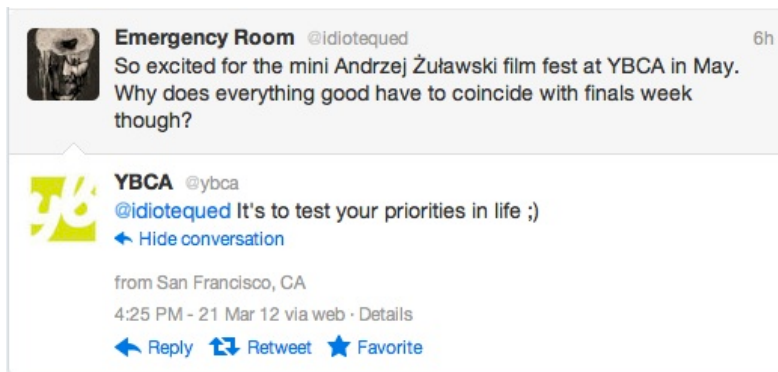 Emergency Room @idiotequed 6h
So excited for the mini Andrzej Żuławski film fest at YBCA in May.
Why does everything good have to coincide with finals week
though?
yb
YBCA @ybca
@idiotequed It's to test your priorities in life ;)
Hide conversation
from San Francisco, CA
4:25 PM - 21 Mar 12 via web · Details
Reply Retweet Favorite